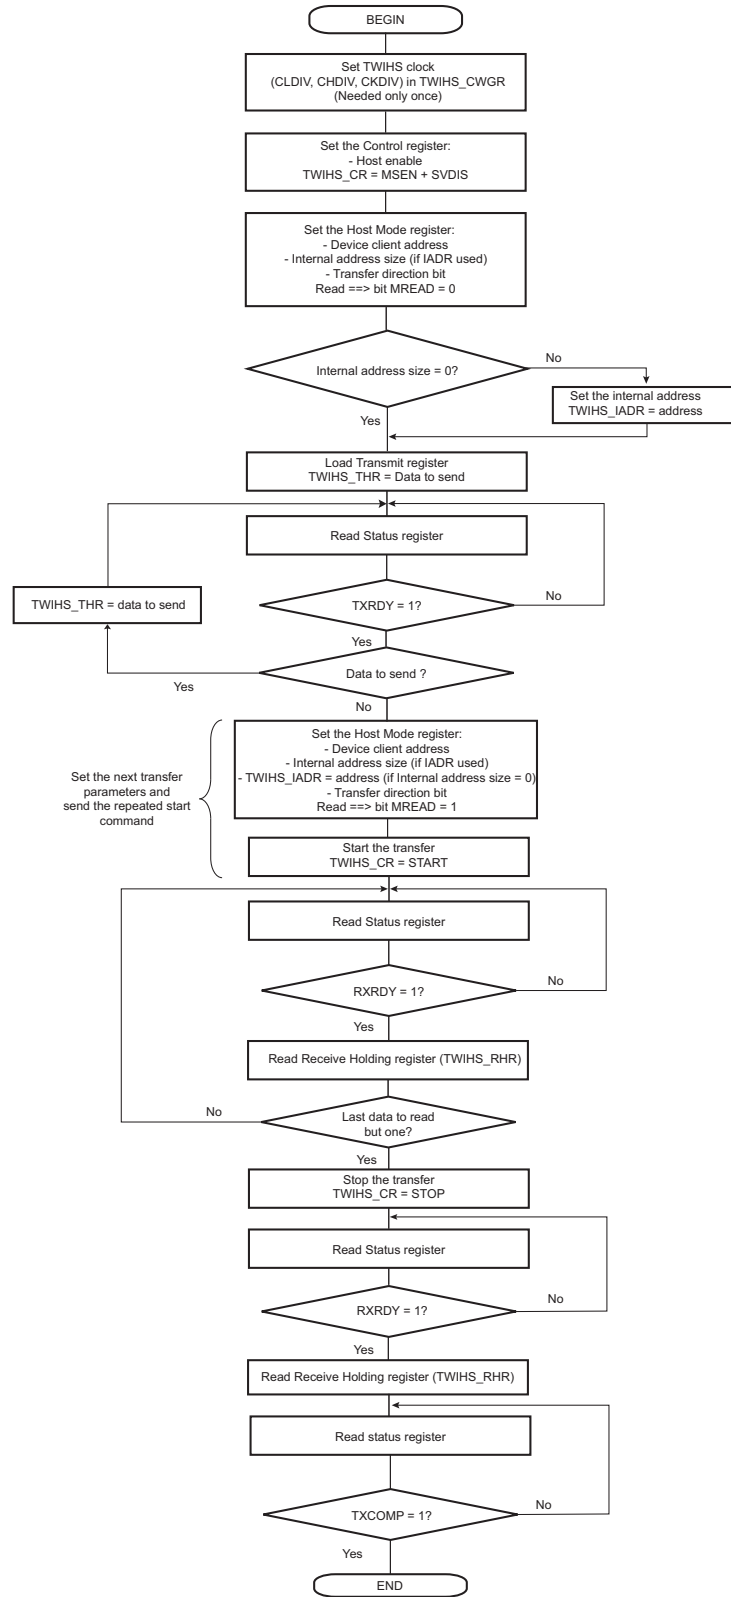 BEGIN
Set TWIHS clock
(CLDIV, CHDIV, CKDIV) in TWIHS_CWGR
(Needed only once)
Set the Control register:
- Host enable
TWIHS_CR = MSEN + SVDIS
Set the Host Mode register:
- Device client address
- Internal address size (if IADR used)
- Transfer direction bit
Read ==> bit MREAD = 0
Internal address size = 0?
No
Set the internal address
TWIHS_IADR = address
Yes
Load Transmit register
TWIHS_THR = Data to send
Read Status register
TWIHS_THR = data to send
TXRDY = 1?
No
Yes
Data to send ?
Yes
No
Set the next transfer
parameters and
send the repeated start
command
Set the Host Mode register:
- Device client address
- Internal address size (if IADR used)
- TWIHS_IADR = address (if Internal address size = 0)
- Transfer direction bit
Read ==> bit MREAD = 1
Start the transfer
TWIHS_CR = START
Read Status register
RXRDY = 1?
No
Yes
Read Receive Holding register (TWIHS_RHR)
No
Last data to read
but one?
Yes
Stop the transfer
TWIHS_CR = STOP
Read Status register
RXRDY = 1?
No
Yes
Read Receive Holding register (TWIHS_RHR)
Read status register
TXCOMP = 1?
No
Yes
END